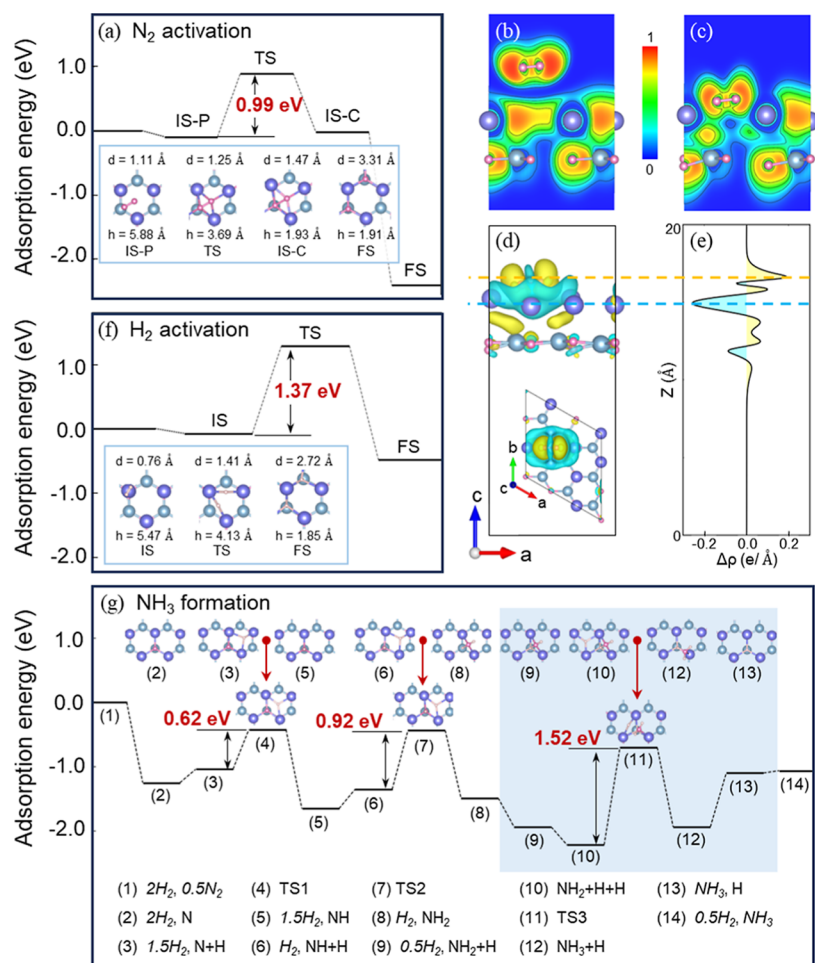 (a) N₂ activation
Adsorption energy (eV)
1.0
0.0
-1.0
-2.0
TS
IS-P
0.99 eV
IS-C
FS
d = 1.11 Å d = 1.25 Å d = 1.47 Å d = 3.31 Å
h = 5.88 Å h = 3.69 Å h = 1.93 Å h = 1.91 Å
IS-P TS IS-C FS
(b)
1
0
(c)
(d)
b
c
a
c
a
(e)
20
Z (Å)
0
-0.2 0.0 0.2
Δρ (e/ Å)
(f) H₂ activation
Adsorption energy (eV)
1.0
0.0
-1.0
-2.0
TS
1.37 eV
IS
FS
d = 0.76 Å d = 1.41 Å d = 2.72 Å
h = 5.47 Å h = 4.13 Å h = 1.85 Å
IS TS FS
(g) NH₃ formation
Adsorption energy (eV)
1.0
0.0
-1.0
-2.0
(2) (3) (5) (6) (8) (9) (10) (12) (13)
(1)
0.62 eV
0.92 eV
1.52 eV
(2)
(3)
(4)
(5)
(6)
(7)
(8)
(9)
(10)
(11)
(12)
(13)
(14)
(1) 2H₂, 0.5N₂ (4) TS1 (7) TS2 (10) NH₂+H+H (13) NH₃, H
(2) 2H₂, N (5) 1.5H₂, NH (8) H₂, NH₂ (11) TS3 (14) 0.5H₂, NH₃
(3) 1.5H₂, N+H (6) H₂, NH+H (9) 0.5H₂, NH₂+H (12) NH₃+H